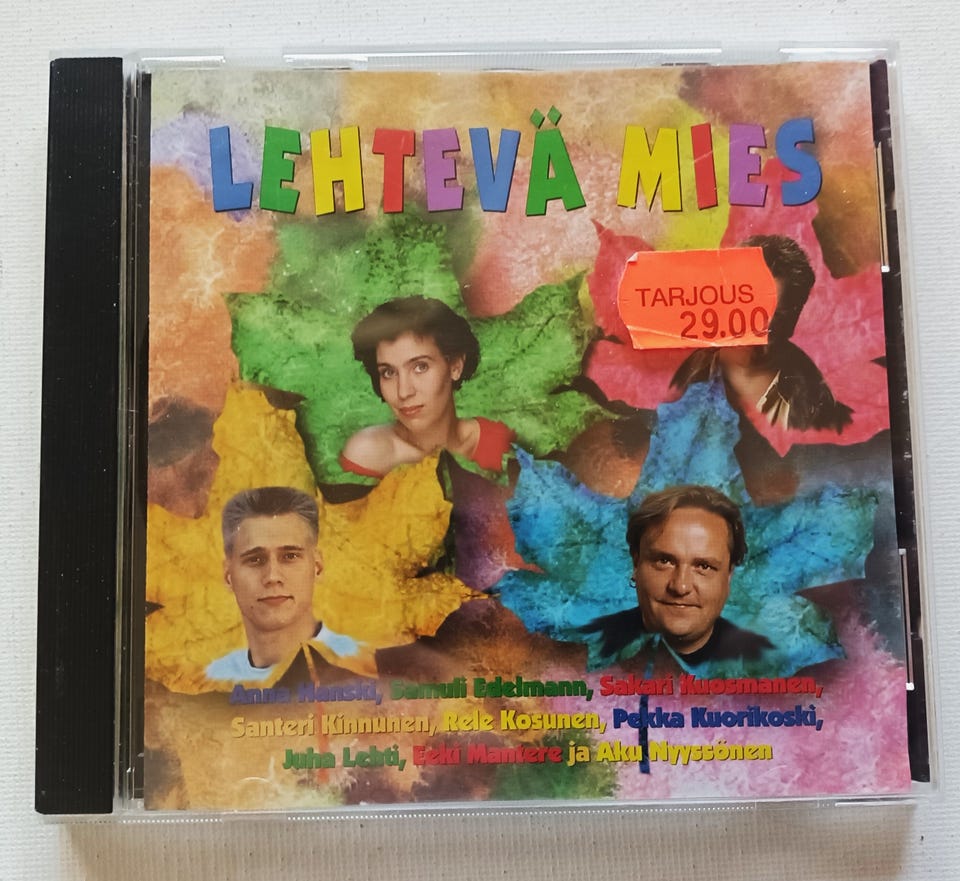 LEHTEVÄ MIES
TARJOUS
29.00
Anna Hanski, Samuli Edelmann, Sakari Kuosmanen,
Santeri Kinnunen, Rele Kosunen, Pekka Kuorikoski,
Juha Lehti, Eeki Mantere ja Aku Nyyssönen